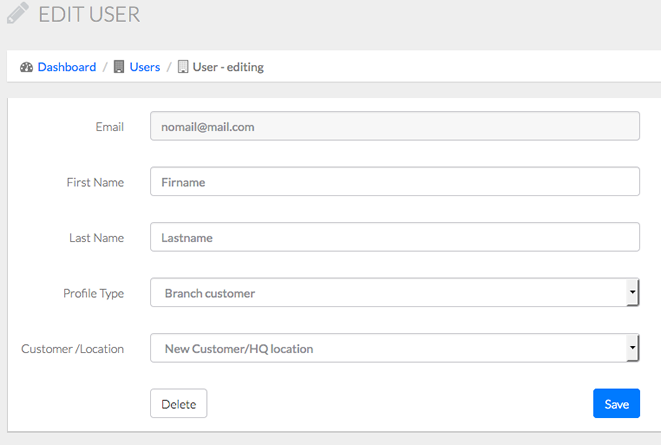 EDIT USER
Dashboard / Users / User - editing
Email nomail@mail.com
First Name Firname
Last Name Lastname
Profile Type Branch customer
Customer /Location New Customer/HQ location
Delete Save